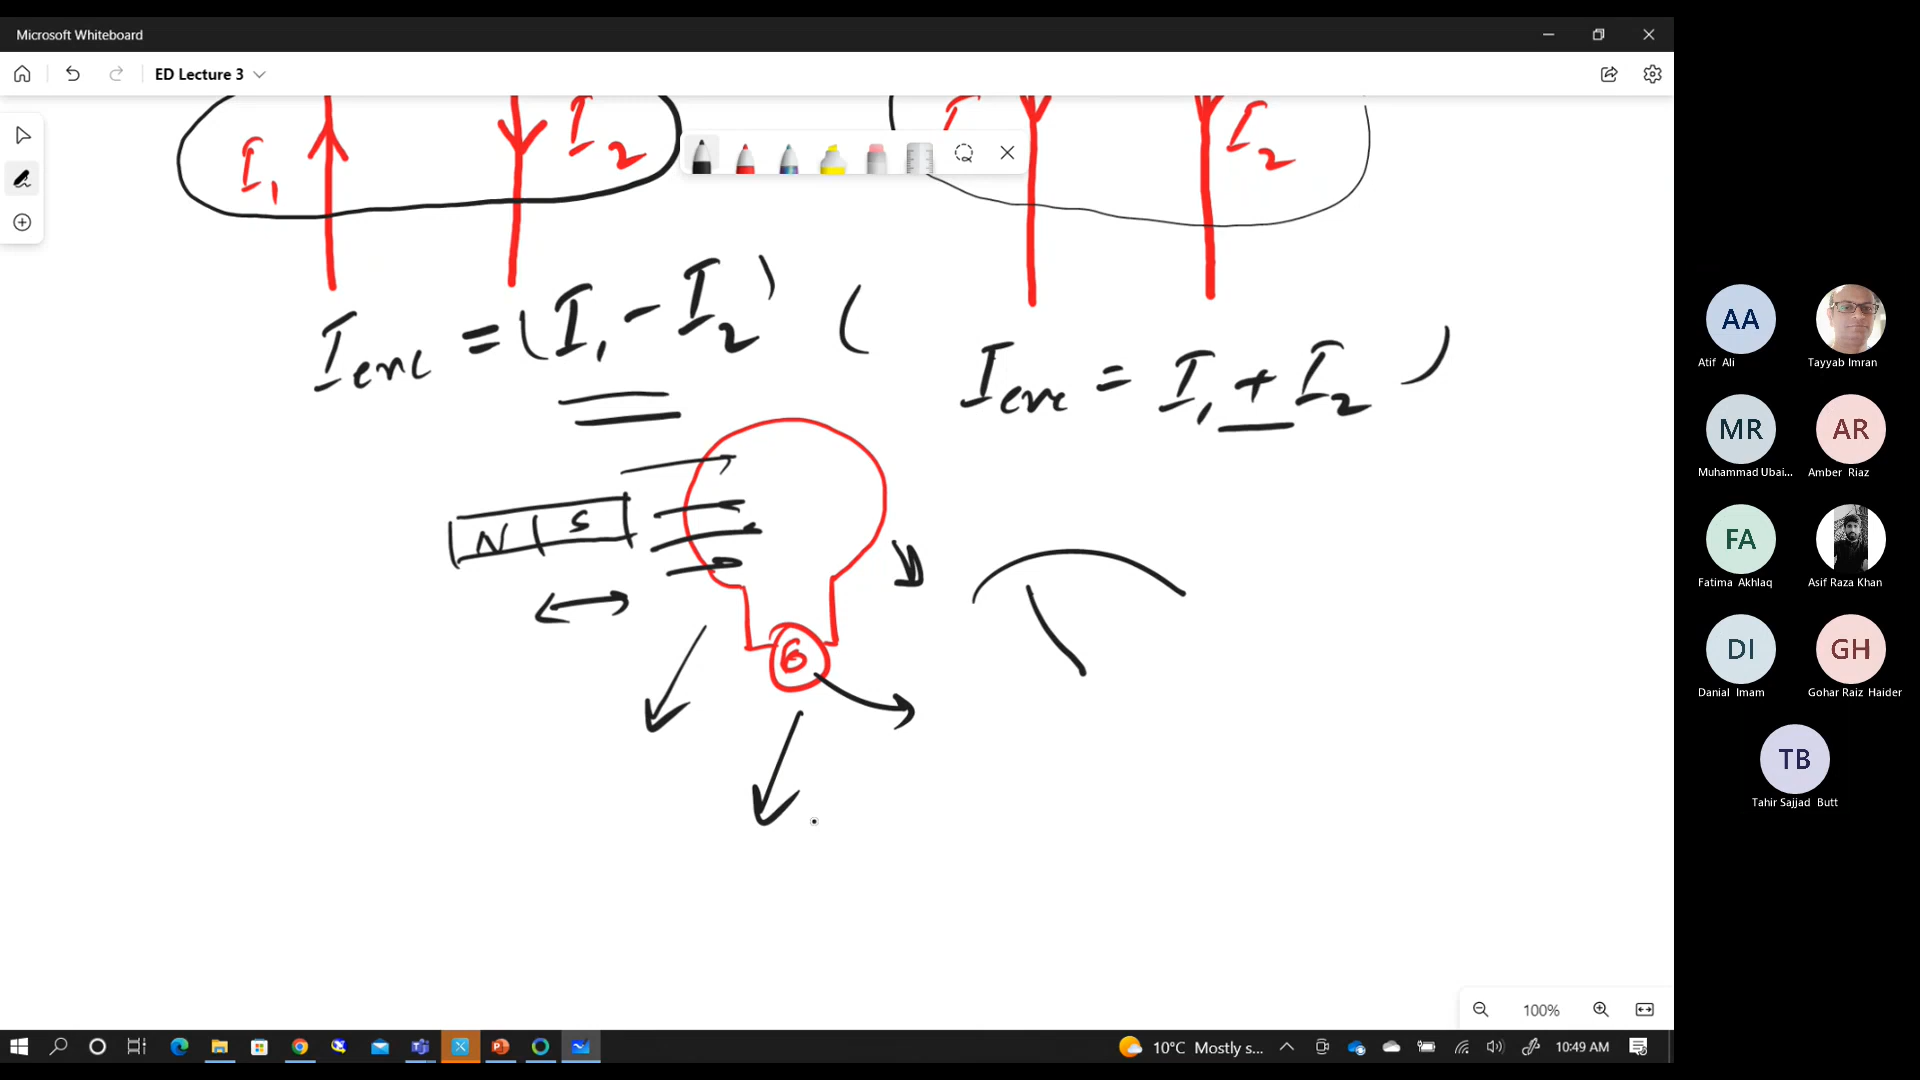 Microsoft Whiteboard
ED Lecture 3
I1 I2 I I2
Ienc = (I1 - I2) ( Ienc = I1 + I2 )
N S
G
AA
Atif Ali
Tayyab Imran
MR
Muhammad Ubai...
AR
Amber Riaz
FA
Fatima Akhlaq
Asif Raza Khan
DI
Danial Imam
GH
Gohar Raiz Haider
TB
Tahir Sajjad Butt
100%
10°C Mostly s... 10:49 AM